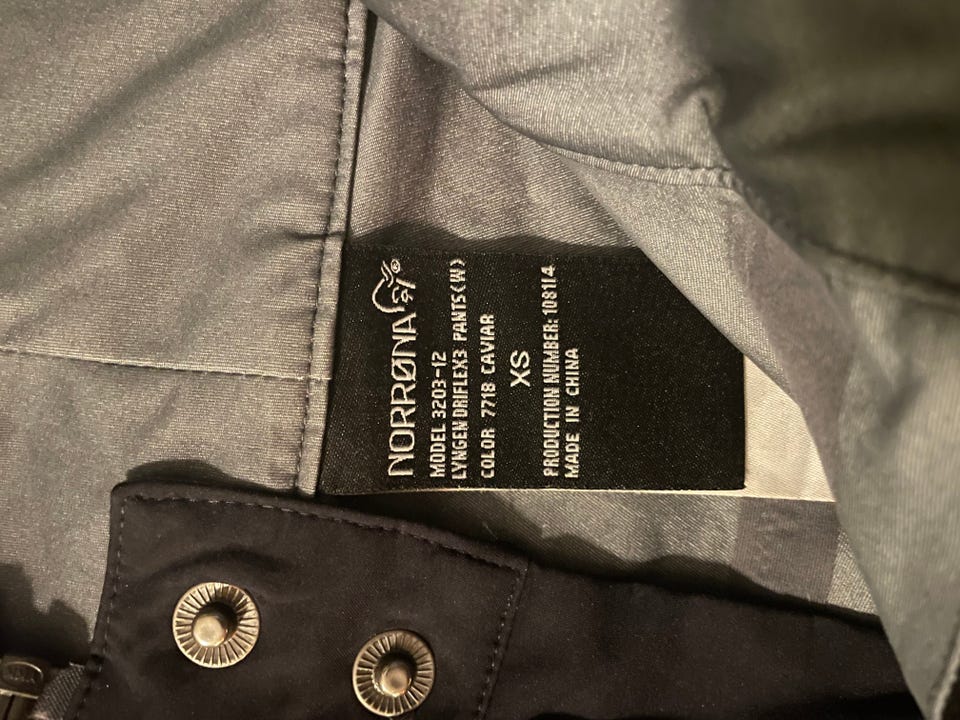 NORRØNA®
MODEL 3203-12
LYNGEN DRIFLEX3 PANTS(W)
COLOR 7718 CAVIAR
XS
PRODUCTION NUMBER: 108114
MADE IN CHINA